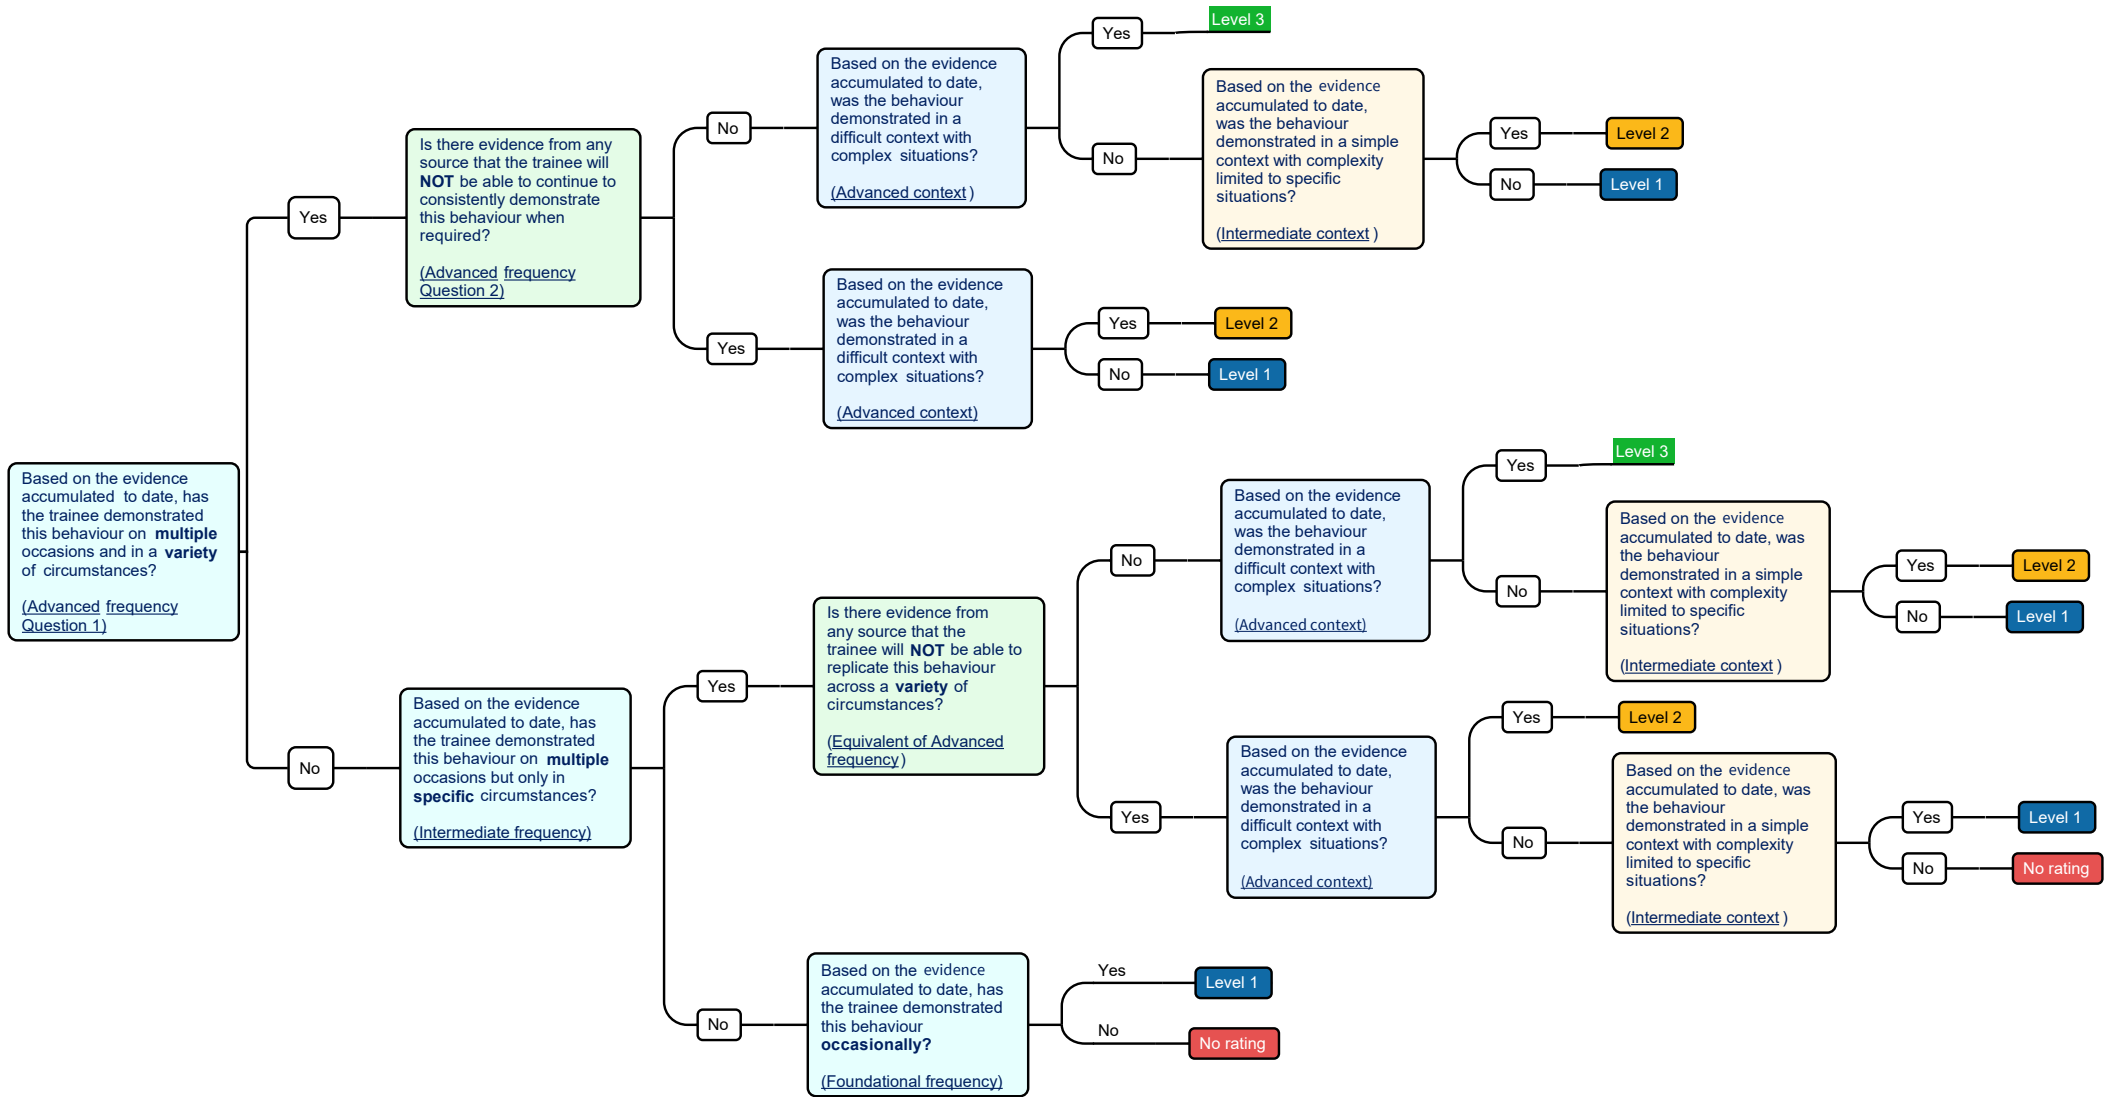 Based on the evidence
accumulated to date, has
the trainee demonstrated
this behaviour on multiple
occasions and in a variety
of circumstances?
(Advanced frequency
Question 1)
Yes
Is there evidence from any
source that the trainee will
NOT be able to continue to
consistently demonstrate
this behaviour when
required?
(Advanced frequency
Question 2)
No
Based on the evidence
accumulated to date,
was the behaviour
demonstrated in a
difficult context with
complex situations?
(Advanced context)
Yes
Level 3
No
Based on the evidence
accumulated to date,
was the behaviour
demonstrated in a simple
context with complexity
limited to specific
situations?
(Intermediate context)
Yes
Level 2
No
Level 1
Yes
Based on the evidence
accumulated to date,
was the behaviour
demonstrated in a
difficult context with
complex situations?
(Advanced context)
Yes
Level 2
No
Level 1
No
Based on the evidence
accumulated to date, has
the trainee demonstrated
this behaviour on multiple
occasions but only in
specific circumstances?
(Intermediate frequency)
Yes
Is there evidence from
any source that the
trainee will NOT be able to
replicate this behaviour
across a variety of
circumstances?
(Equivalent of Advanced
frequency)
No
Based on the evidence
accumulated to date,
was the behaviour
demonstrated in a
difficult context with
complex situations?
(Advanced context)
Yes
Level 3
No
Based on the evidence
accumulated to date, was
the behaviour
demonstrated in a simple
context with complexity
limited to specific
situations?
(Intermediate context)
Yes
Level 2
No
Level 1
Yes
Based on the evidence
accumulated to date,
was the behaviour
demonstrated in a
difficult context with
complex situations?
(Advanced context)
Yes
Level 2
No
Based on the evidence
accumulated to date, was
the behaviour
demonstrated in a simple
context with complexity
limited to specific
situations?
(Intermediate context)
Yes
Level 1
No
No rating
No
Based on the evidence
accumulated to date, has
the trainee demonstrated
this behaviour
occasionally?
(Foundational frequency)
Yes
Level 1
No
No rating